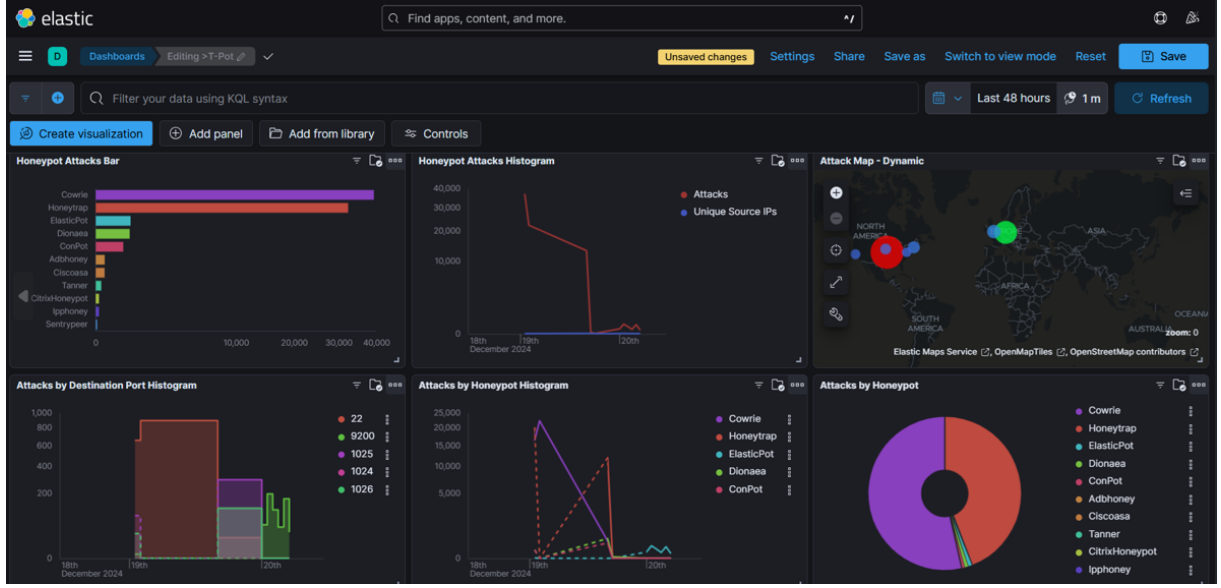 elastic
Find apps, content, and more.
^/
D
Dashboards
Editing >T-Pot
Unsaved changes
Settings
Share
Save as
Switch to view mode
Reset
Save
Filter your data using KQL syntax
Last 48 hours
1 m
Refresh
Create visualization
Add panel
Add from library
Controls
Honeypot Attacks Bar
Cowrie
Honeytrap
ElasticPot
Dionaea
ConPot
Adbhoney
Ciscoasa
Tanner
CitrixHoneypot
Ipphoney
Sentrypeer
0
10,000
20,000
30,000
40,000
Honeypot Attacks Histogram
40,000
30,000
20,000
10,000
0
18th
19th
20th
December 2024
Attacks
Unique Source IPs
Attack Map - Dynamic
NORTH
AMERICA
ASIA
AFRICA
SOUTH
AMERICA
OCEANIA
AUSTRALIA
zoom: 0
Elastic Maps Service , OpenMapTiles , OpenStreetMap contributors
Attacks by Destination Port Histogram
1,000
800
600
400
200
0
18th
19th
20th
December 2024
22
9200
1025
1024
1026
Attacks by Honeypot Histogram
25,000
20,000
15,000
10,000
5,000
0
18th
19th
20th
December 2024
Cowrie
Honeytrap
ElasticPot
Dionaea
ConPot
Attacks by Honeypot
Cowrie
Honeytrap
ElasticPot
Dionaea
ConPot
Adbhoney
Ciscoasa
Tanner
CitrixHoneypot
Ipphoney